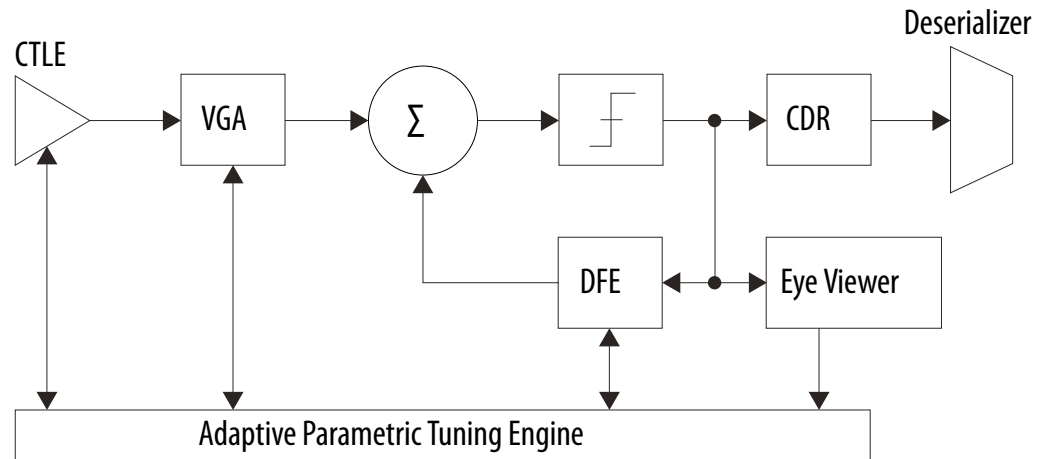 Deserializer
CTLE
VGA
Σ
CDR
DFE
Eye Viewer
Adaptive Parametric Tuning Engine